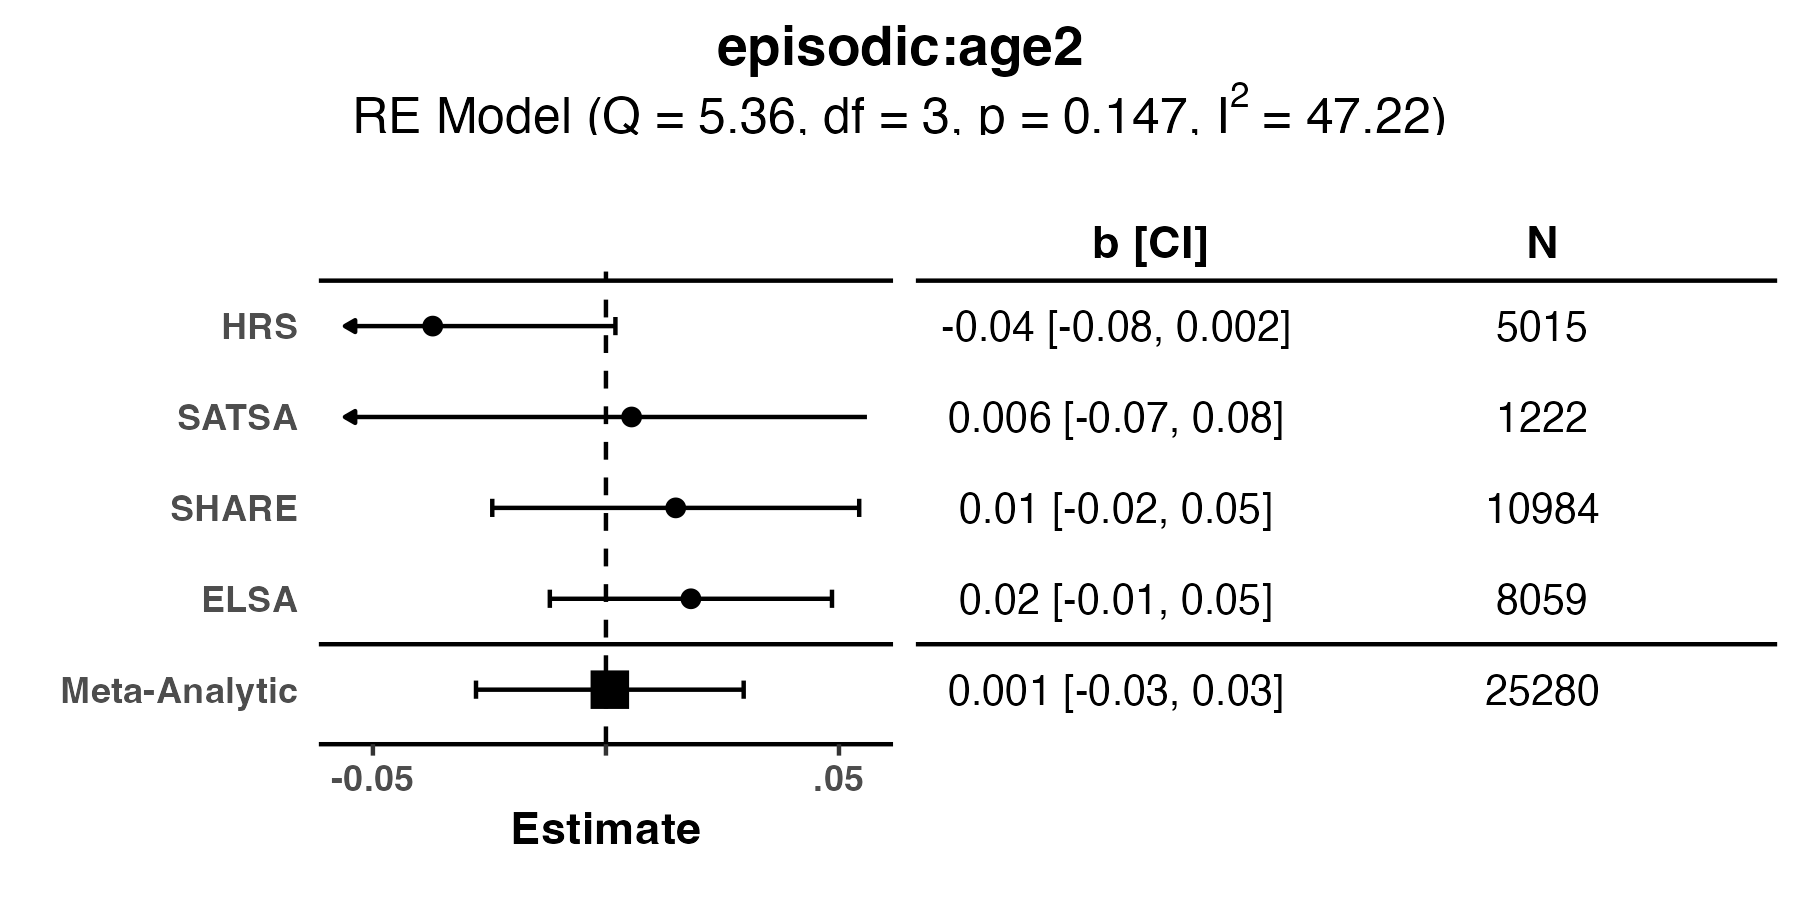 episodic:age2
RE Model (Q = 5.36, df = 3, p = 0.147, I² = 47.22)
b [CI] N
HRS -0.04 [-0.08, 0.002] 5015
SATSA 0.006 [-0.07, 0.08] 1222
SHARE 0.01 [-0.02, 0.05] 10984
ELSA 0.02 [-0.01, 0.05] 8059
Meta-Analytic 0.001 [-0.03, 0.03] 25280
-0.05 .05
Estimate